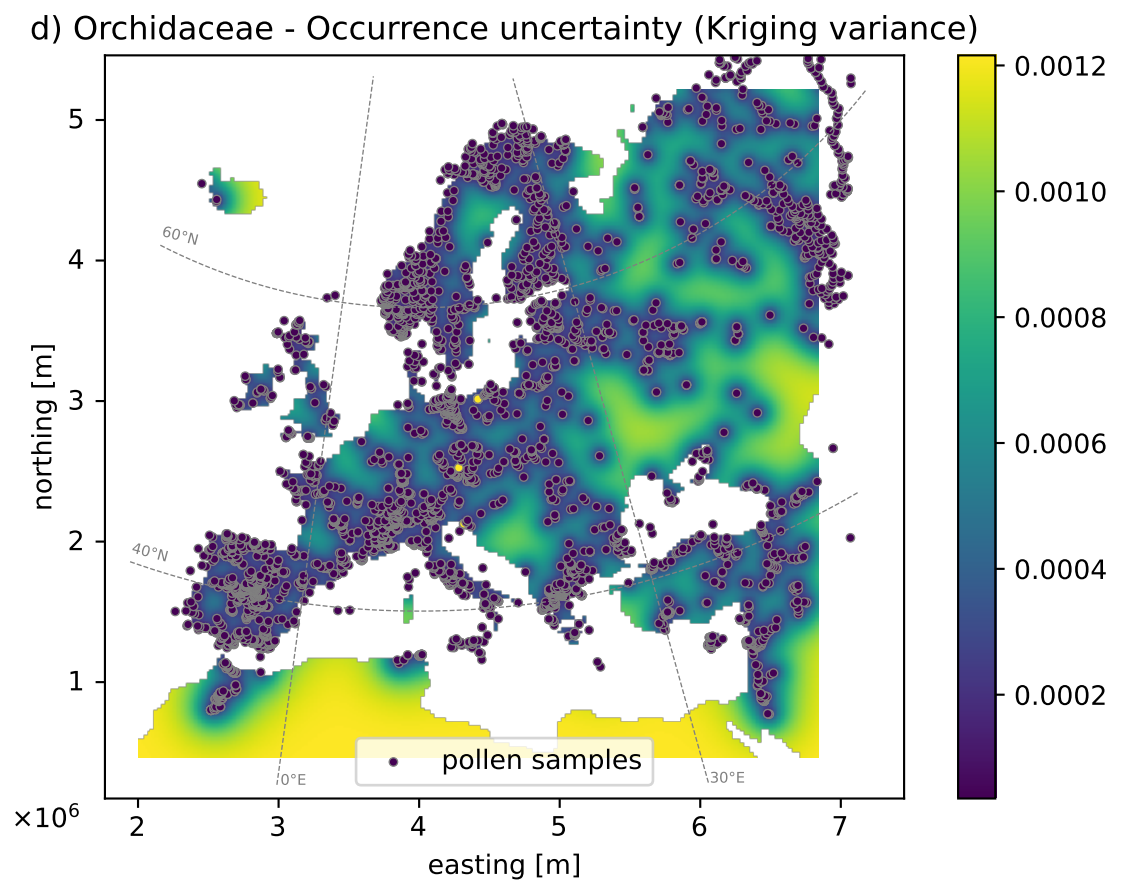 d) Orchidaceae - Occurrence uncertainty (Kriging variance)
5
4
3
2
1
northing [m]
×10⁶
2 3 4 5 6 7
easting [m]
60°N
40°N
0°E
30°E
pollen samples
0.0012
0.0010
0.0008
0.0006
0.0004
0.0002